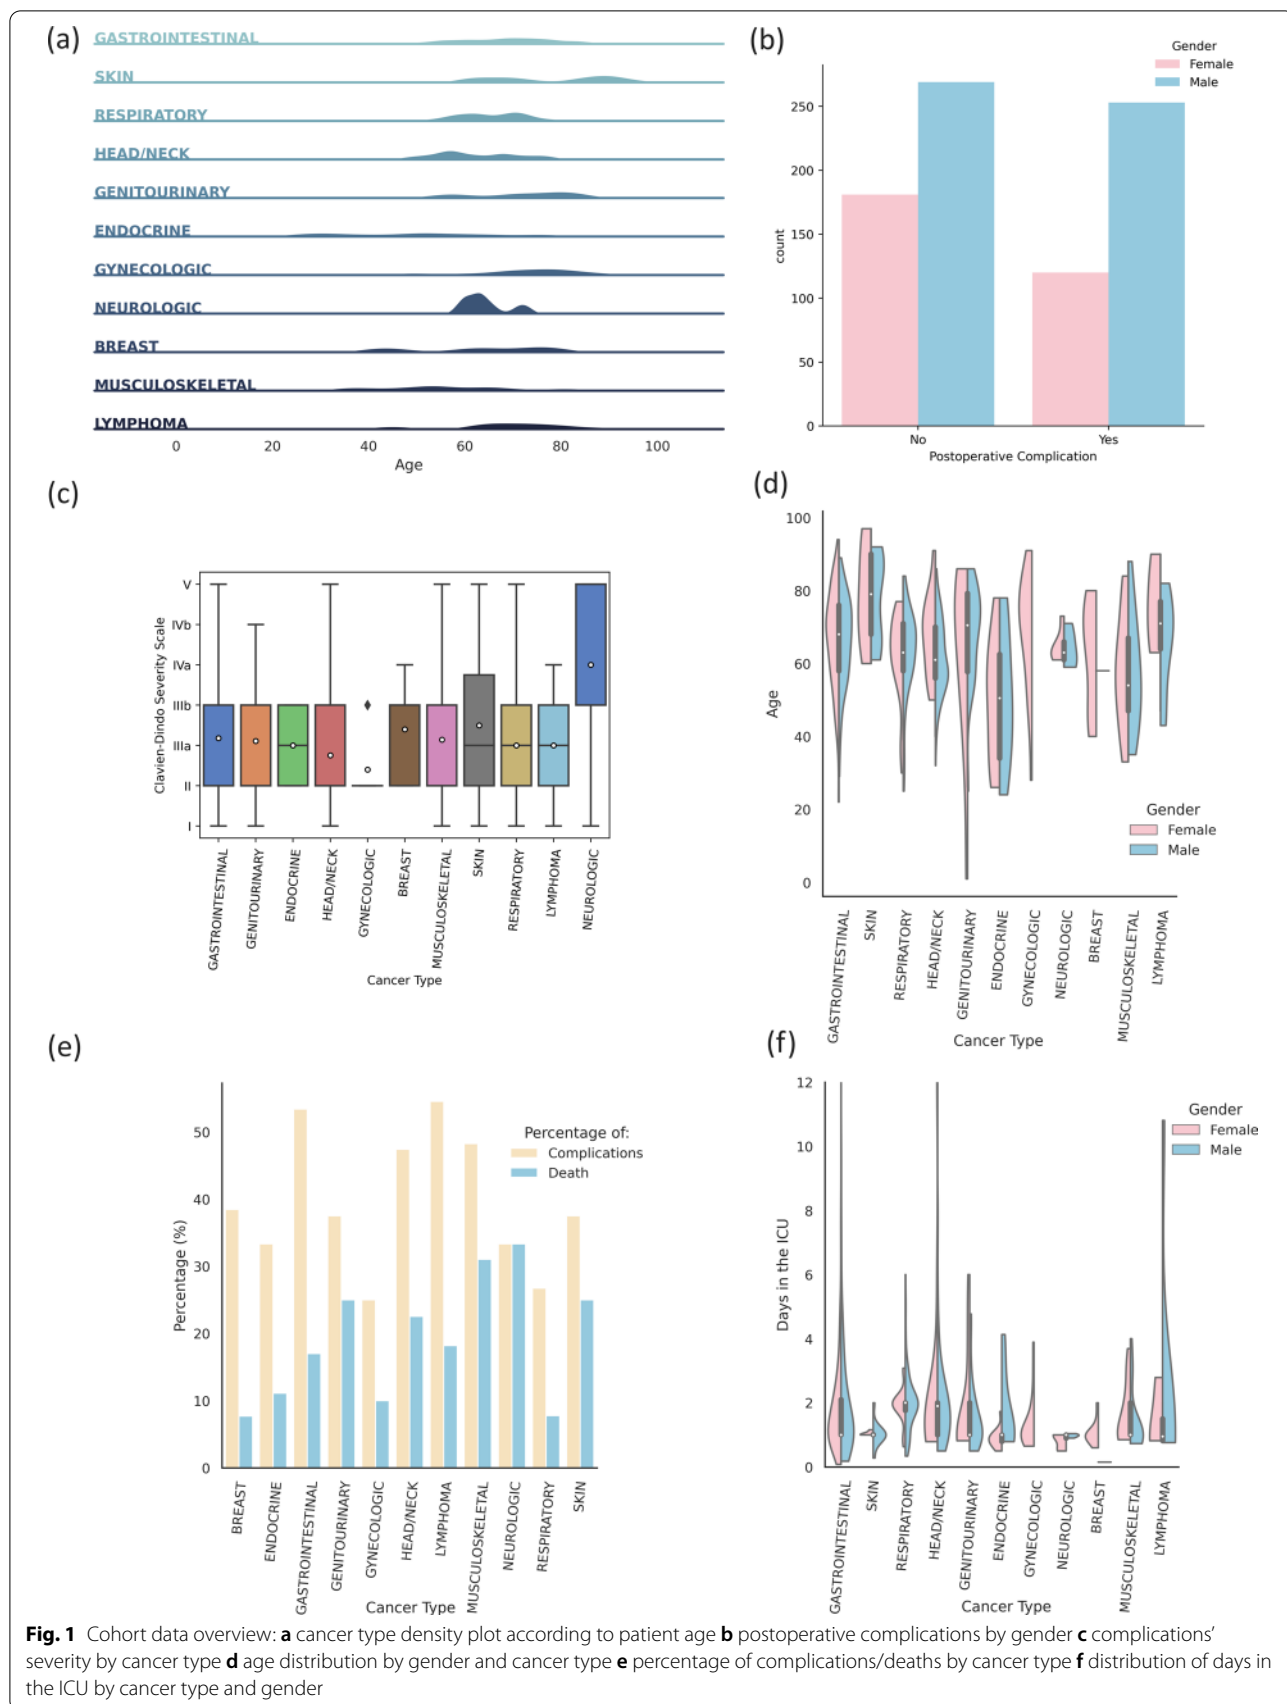 (a)
GASTROINTESTINAL
SKIN
RESPIRATORY
HEAD/NECK
GENITOURINARY
ENDOCRINE
GYNECOLOGIC
NEUROLOGIC
BREAST
MUSCULOSKELETAL
LYMPHOMA
0 20 40 60 80 100
Age
(b)
Gender
Female
Male
250
200
150
100
50
0
count
No Yes
Postoperative Complication
(c)
V
IVb
IVa
IIIb
IIIa
II
I
Clavien-Dindo Severity Scale
GASTROINTESTINAL
GENITOURINARY
ENDOCRINE
HEAD/NECK
GYNECOLOGIC
BREAST
MUSCULOSKELETAL
SKIN
RESPIRATORY
LYMPHOMA
NEUROLOGIC
Cancer Type
(d)
100
80
60
40
20
0
Age
Gender
Female
Male
GASTROINTESTINAL
SKIN
RESPIRATORY
HEAD/NECK
GENITOURINARY
ENDOCRINE
GYNECOLOGIC
NEUROLOGIC
BREAST
MUSCULOSKELETAL
LYMPHOMA
Cancer Type
(e)
50
40
30
20
10
0
Percentage (%)
Percentage of:
Complications
Death
BREAST
ENDOCRINE
GASTROINTESTINAL
GENITOURINARY
GYNECOLOGIC
HEAD/NECK
LYMPHOMA
MUSCULOSKELETAL
NEUROLOGIC
RESPIRATORY
SKIN
Cancer Type
(f)
12
10
8
6
4
2
0
Days in the ICU
Gender
Female
Male
GASTROINTESTINAL
SKIN
RESPIRATORY
HEAD/NECK
GENITOURINARY
ENDOCRINE
GYNECOLOGIC
NEUROLOGIC
BREAST
MUSCULOSKELETAL
LYMPHOMA
Cancer Type
Fig. 1 Cohort data overview: a cancer type density plot according to patient age b postoperative complications by gender c complications’
severity by cancer type d age distribution by gender and cancer type e percentage of complications/deaths by cancer type f distribution of days in
the ICU by cancer type and gender